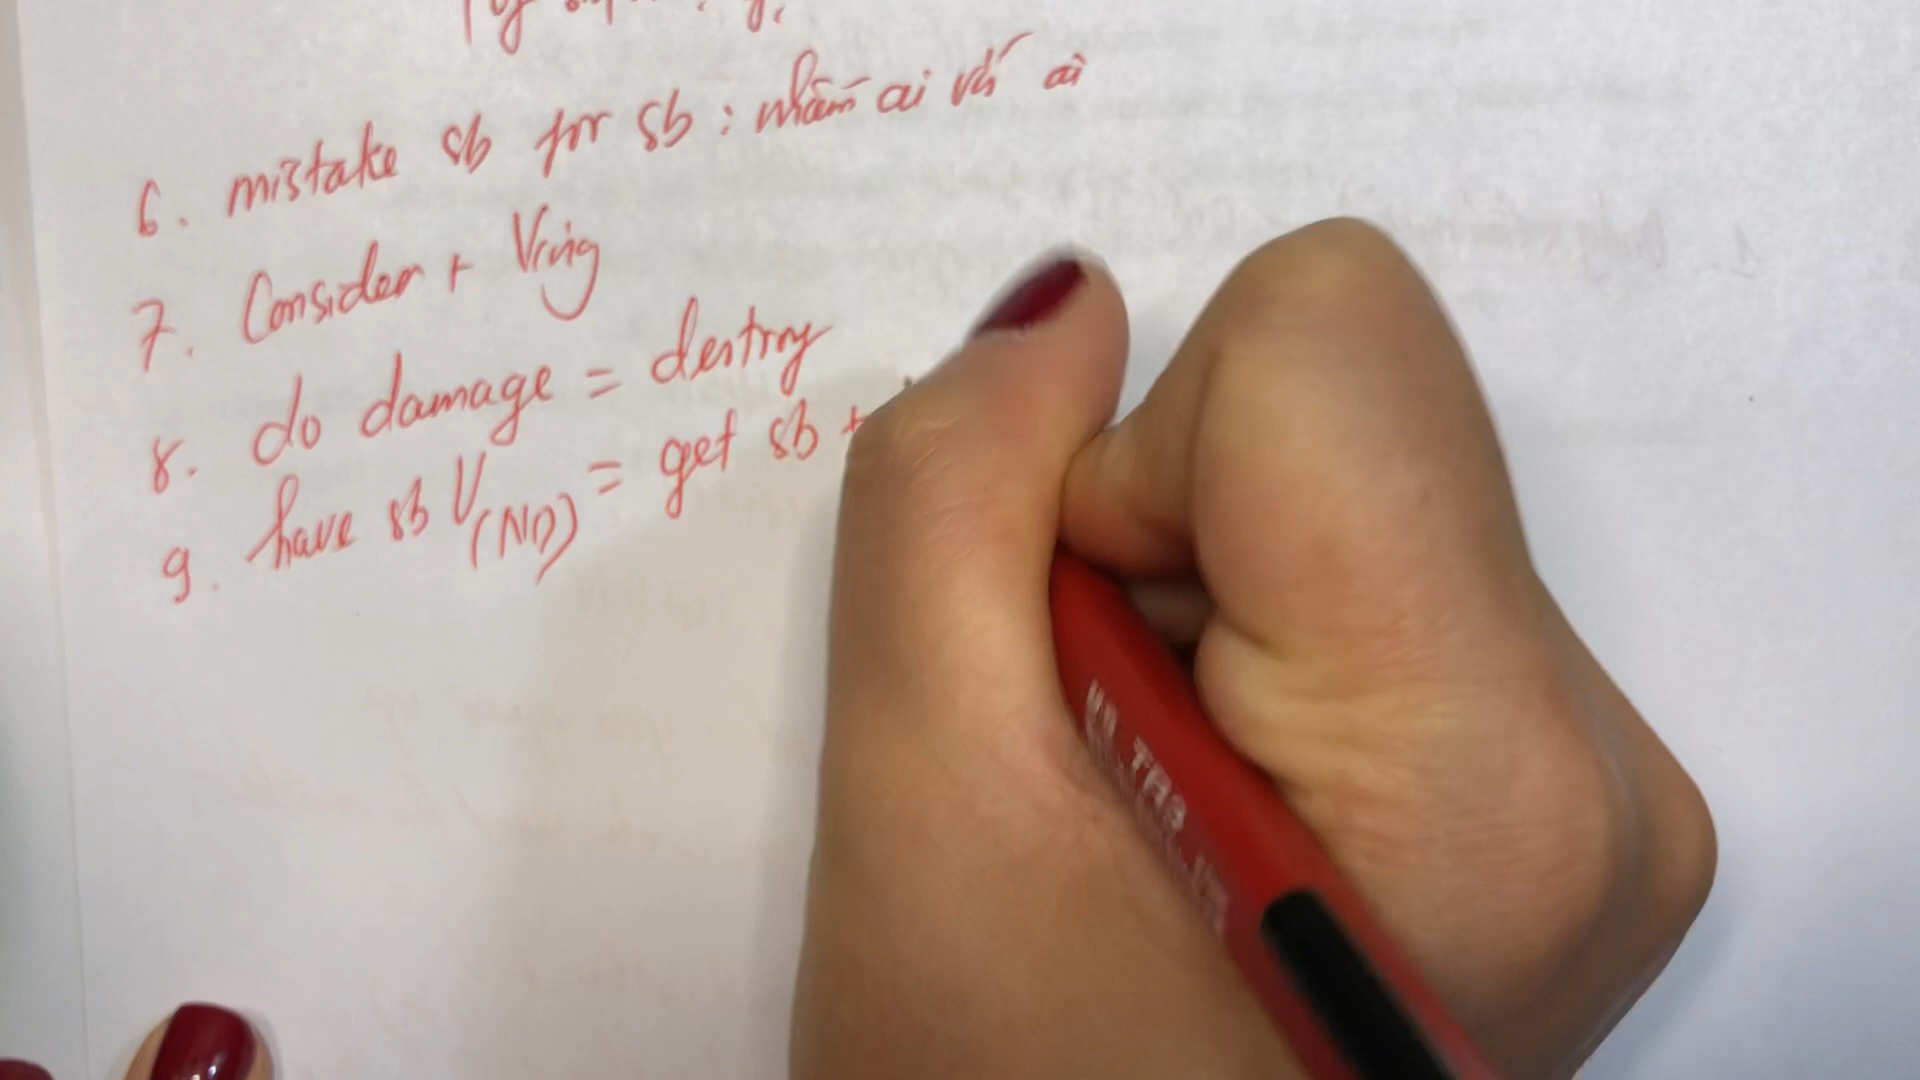 6. mistake sb for sb : nhầm ai với ai
7. Consider + Ving
8. do damage = destroy
9. have sb V(ND) = get sb +